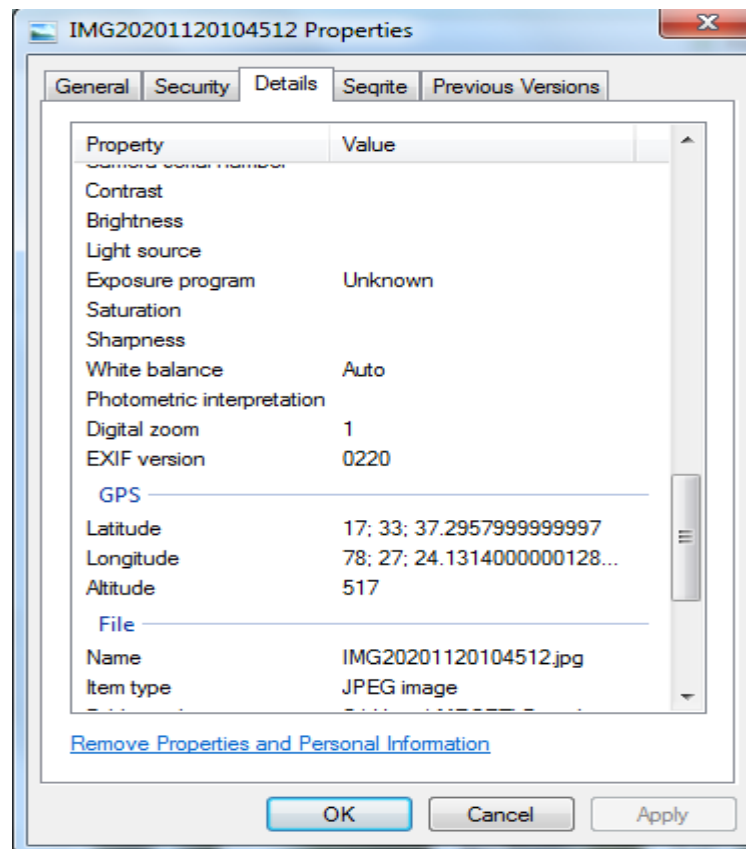 IMG20201120104512 Properties
General Security Details Seqrite Previous Versions
Property Value
Contrast
Brightness
Light source
Exposure program Unknown
Saturation
Sharpness
White balance Auto
Photometric interpretation
Digital zoom 1
EXIF version 0220
GPS
Latitude 17; 33; 37.2957999999997
Longitude 78; 27; 24.1314000000128...
Altitude 517
File
Name IMG20201120104512.jpg
Item type JPEG image
Remove Properties and Personal Information
OK Cancel Apply